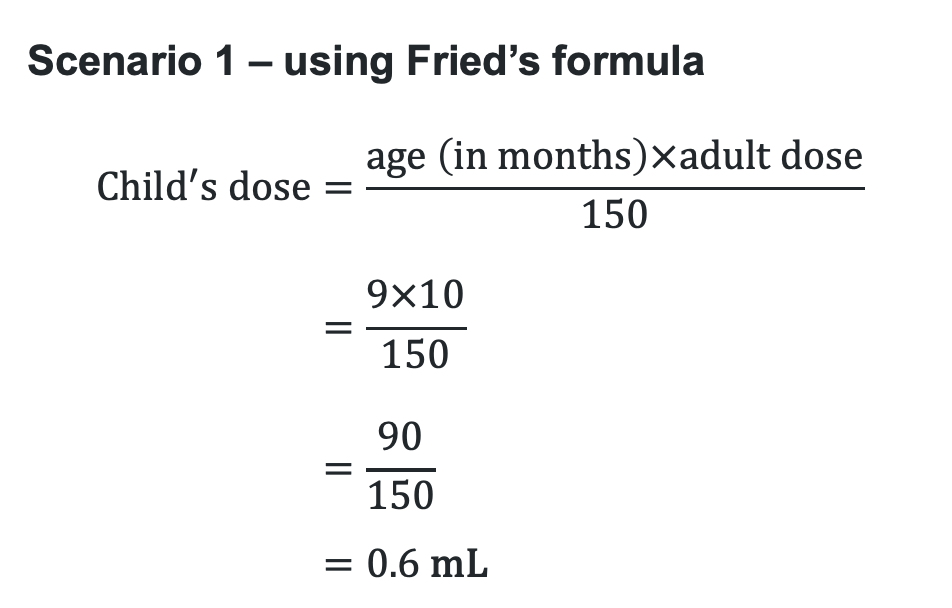 Scenario 1 – using Fried’s formula
Child′s dose = age (in months)×adult dose / 150
= 9×10 / 150
= 90 / 150
= 0.6 mL